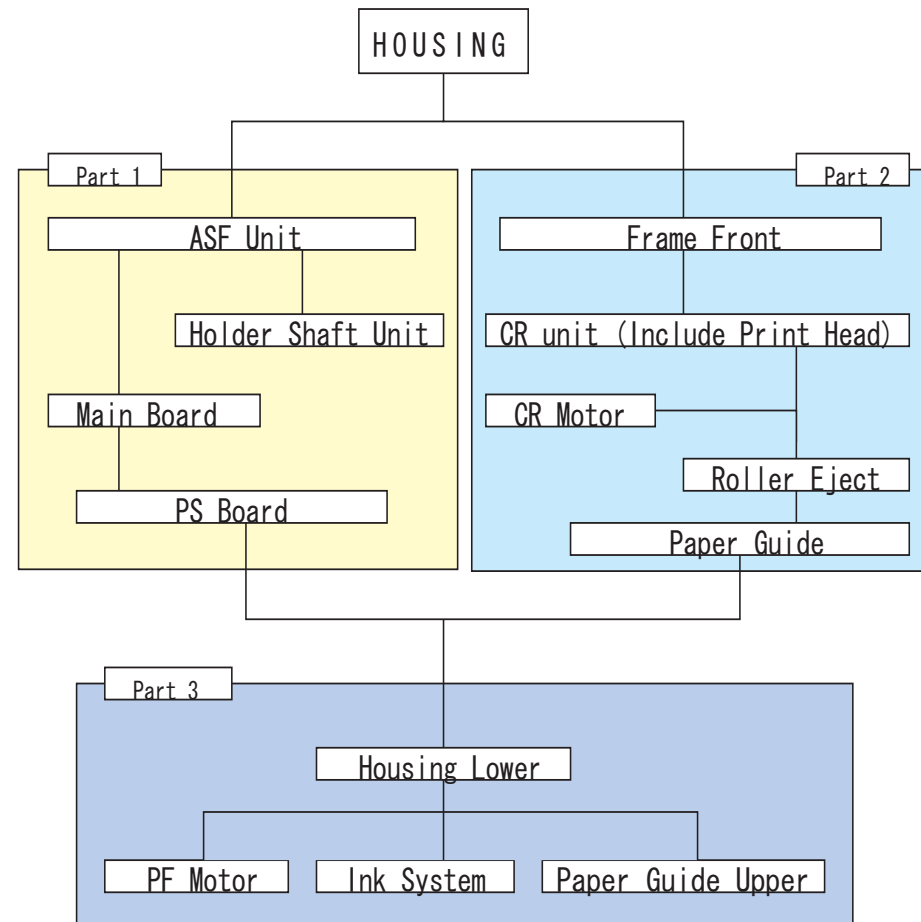 HOUSING
Part 1
Part 2
ASF Unit
Frame Front
Holder Shaft Unit
CR unit (Include Print Head)
Main Board
CR Motor
Roller Eject
PS Board
Paper Guide
Part 3
Housing Lower
PF Motor
Ink System
Paper Guide Upper